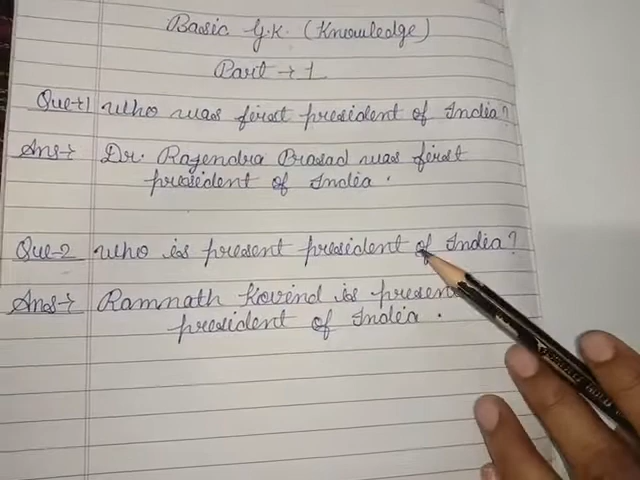 Basic G.K. (Knowledge)
Part → 1
Que→1 Who was first president of India?
Ans→ Dr. Rajendra Prasad was first
president of India.
Que-2 Who is present president of India?
Ans→ Ramnath Kovind is present
president of India.